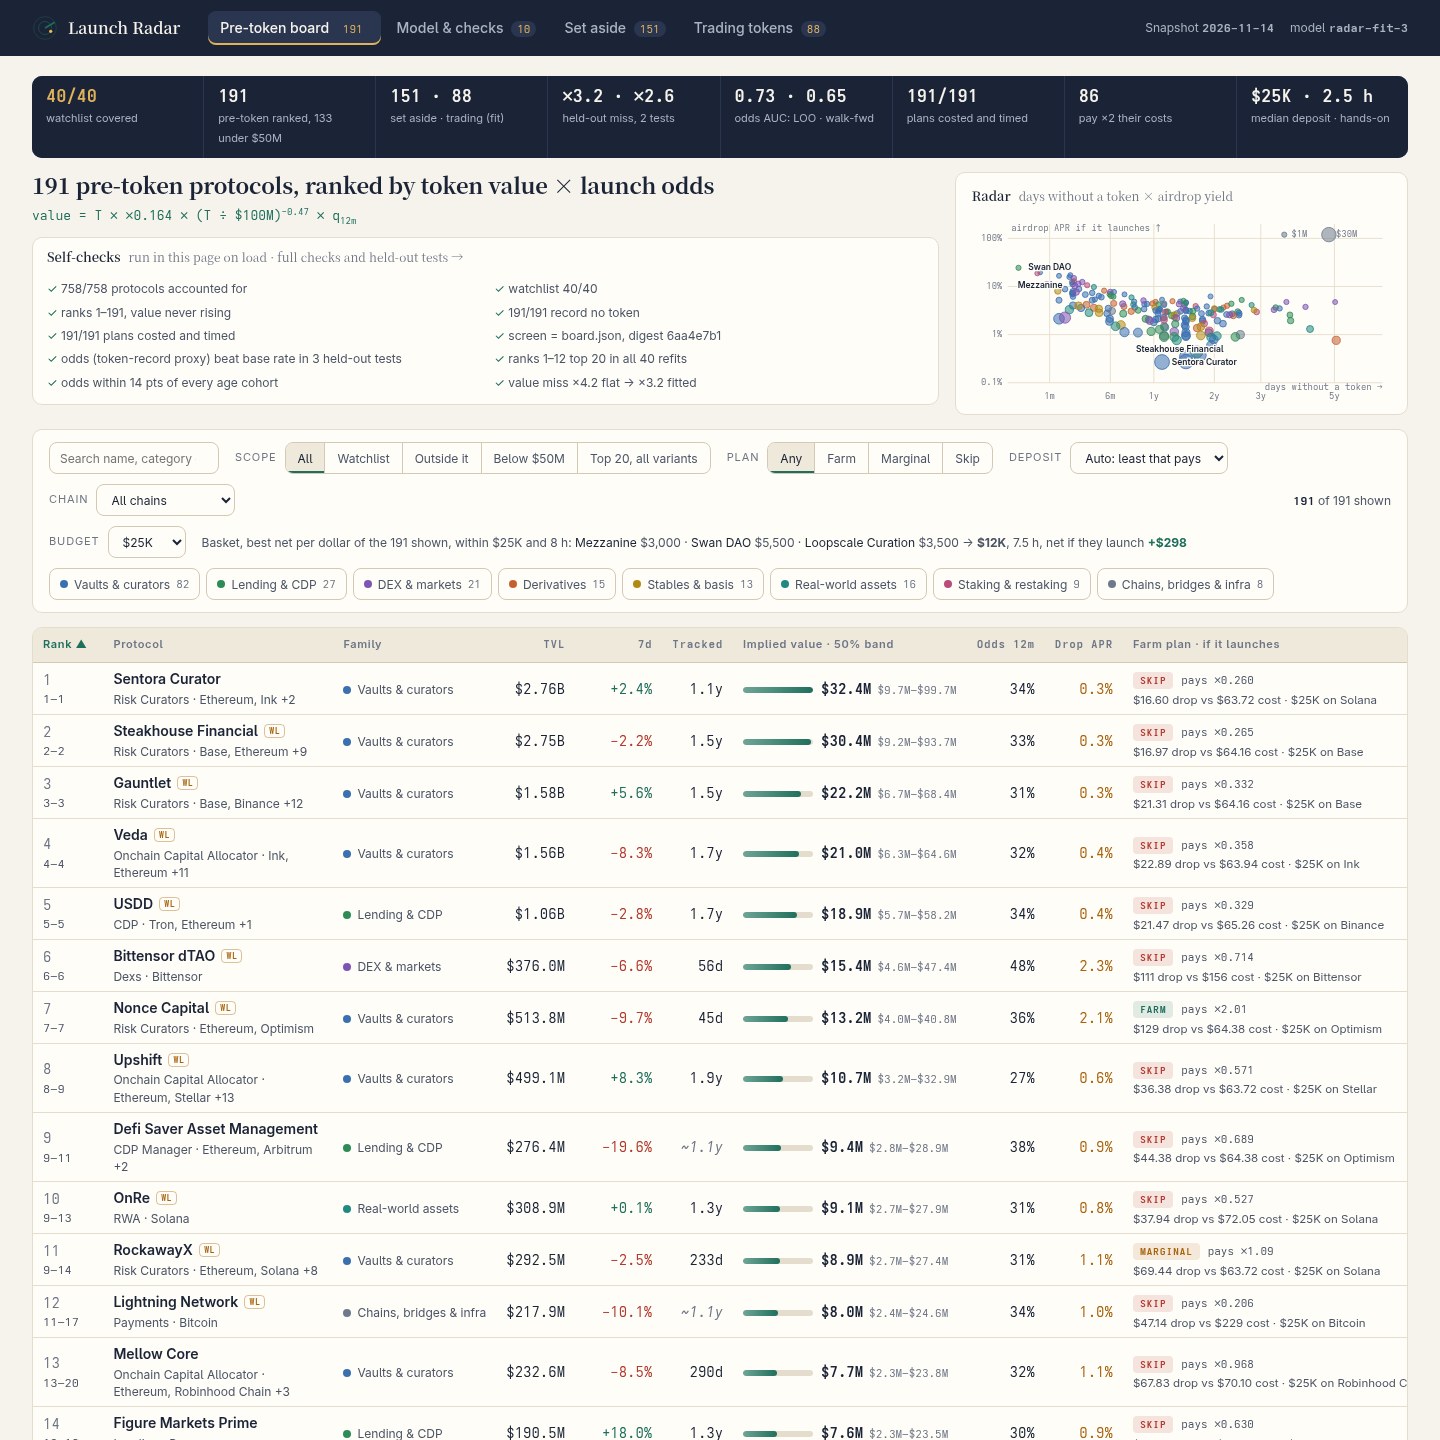 Launch Radar
Pre-token board 191
Model & checks 10
Set aside 151
Trading tokens 88
Snapshot 2026-11-14 model radar-fit-3
40/40
watchlist covered
191
pre-token ranked, 133
under $50M
151 · 88
set aside · trading (fit)
×3.2 · ×2.6
held-out miss, 2 tests
0.73 · 0.65
odds AUC: LOO · walk-fwd
191/191
plans costed and timed
86
pay ×2 their costs
$25K · 2.5 h
median deposit · hands-on
191 pre-token protocols, ranked by token value × launch odds
value = T × ×0.164 × (T ÷ $100M)−0.47 × q12m
Self-checks run in this page on load · full checks and held-out tests →
✓ 758/758 protocols accounted for
✓ watchlist 40/40
✓ ranks 1–191, value never rising
✓ 191/191 record no token
✓ 191/191 plans costed and timed
✓ screen = board.json, digest 6aa4e7b1
✓ odds (token-record proxy) beat base rate in 3 held-out tests
✓ ranks 1–12 top 20 in all 40 refits
✓ odds within 14 pts of every age cohort
✓ value miss ×4.2 flat → ×3.2 fitted
Radar days without a token × airdrop yield
airdrop APR if it launches ↑
$1M $30M
100%
10%
1%
0.1%
Swan DAO
Mezzanine
Steakhouse Financial
Sentora Curator
days without a token →
1m 6m 1y 2y 3y 5y
Search name, category
SCOPE All Watchlist Outside it Below $50M Top 20, all variants
PLAN Any Farm Marginal Skip
DEPOSIT Auto: least that pays
CHAIN All chains
191 of 191 shown
BUDGET $25K Basket, best net per dollar of the 191 shown, within $25K and 8 h: Mezzanine $3,000 · Swan DAO $5,500 · Loopscale Curation $3,500 → $12K, 7.5 h, net if they launch +$298
Vaults & curators 82
Lending & CDP 27
DEX & markets 21
Derivatives 15
Stables & basis 13
Real-world assets 16
Staking & restaking 9
Chains, bridges & infra 8
Rank ▲ Protocol Family TVL 7d Tracked Implied value · 50% band Odds 12m Drop APR Farm plan · if it launches
1 Sentora Curator SKIP pays ×0.260
Vaults & curators $2.76B +2.4% 1.1y $32.4M $9.7M–$99.7M 34% 0.3%
1–1 Risk Curators · Ethereum, Ink +2 $16.60 drop vs $63.72 cost · $25K on Solana
2 Steakhouse Financial WL SKIP pays ×0.265
Vaults & curators $2.75B −2.2% 1.5y $30.4M $9.2M–$93.7M 33% 0.3%
2–2 Risk Curators · Base, Ethereum +9 $16.97 drop vs $64.16 cost · $25K on Base
3 Gauntlet WL SKIP pays ×0.332
Vaults & curators $1.58B +5.6% 1.5y $22.2M $6.7M–$68.4M 31% 0.3%
3–3 Risk Curators · Base, Binance +12 $21.31 drop vs $64.16 cost · $25K on Base
4 Veda WL SKIP pays ×0.358
Vaults & curators $1.56B −8.3% 1.7y $21.0M $6.3M–$64.6M 32% 0.4%
4–4 Onchain Capital Allocator · Ink, $22.89 drop vs $63.94 cost · $25K on Ink
Ethereum +11
5 USDD WL SKIP pays ×0.329
Lending & CDP $1.06B −2.8% 1.7y $18.9M $5.7M–$58.2M 34% 0.4%
5–5 CDP · Tron, Ethereum +1 $21.47 drop vs $65.26 cost · $25K on Binance
6 Bittensor dTAO WL SKIP pays ×0.714
DEX & markets $376.0M −6.6% 56d $15.4M $4.6M–$47.4M 48% 2.3%
6–6 Dexs · Bittensor $111 drop vs $156 cost · $25K on Bittensor
7 Nonce Capital WL FARM pays ×2.01
Vaults & curators $513.8M −9.7% 45d $13.2M $4.0M–$40.8M 36% 2.1%
7–7 Risk Curators · Ethereum, Optimism $129 drop vs $64.38 cost · $25K on Optimism
8 Upshift WL SKIP pays ×0.571
Vaults & curators $499.1M +8.3% 1.9y $10.7M $3.2M–$32.9M 27% 0.6%
8–9 Onchain Capital Allocator · $36.38 drop vs $63.72 cost · $25K on Stellar
Ethereum, Stellar +13
9 Defi Saver Asset Management SKIP pays ×0.689
Lending & CDP $276.4M −19.6% ~1.1y $9.4M $2.8M–$28.9M 38% 0.9%
9–11 CDP Manager · Ethereum, Arbitrum $44.38 drop vs $64.38 cost · $25K on Optimism
+2
10 OnRe WL SKIP pays ×0.527
Real-world assets $308.9M +0.1% 1.3y $9.1M $2.7M–$27.9M 31% 0.8%
9–13 RWA · Solana $37.94 drop vs $72.05 cost · $25K on Solana
11 RockawayX WL MARGINAL pays ×1.09
Vaults & curators $292.5M −2.5% 233d $8.9M $2.7M–$27.4M 31% 1.1%
9–14 Risk Curators · Ethereum, Solana +8 $69.44 drop vs $63.72 cost · $25K on Solana
12 Lightning Network WL SKIP pays ×0.206
Chains, bridges & infra $217.9M −10.1% ~1.1y $8.0M $2.4M–$24.6M 34% 1.0%
11–17 Payments · Bitcoin $47.14 drop vs $229 cost · $25K on Bitcoin
13 Mellow Core SKIP pays ×0.968
Vaults & curators $232.6M −8.5% 290d $7.7M $2.3M–$23.8M 32% 1.1%
13–20 Onchain Capital Allocator · $67.83 drop vs $70.10 cost · $25K on Robinhood C
Ethereum, Robinhood Chain +3
14 Figure Markets Prime SKIP pays ×0.630
Lending & CDP $190.5M +18.0% 1.3y $7.6M $2.3M–$23.5M 30% 0.9%